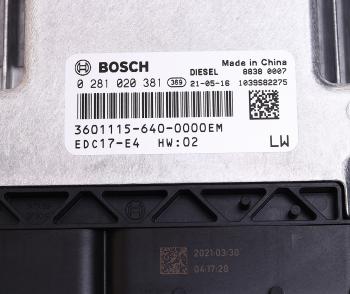 BOSCH
DIESEL
Made in China
8838 0007
0 281 020 381 369 21-05-16 1039S82275
3601115-640-0000EM
EDC17-E4 HW:02 LW
2021/03/30
04:17:28